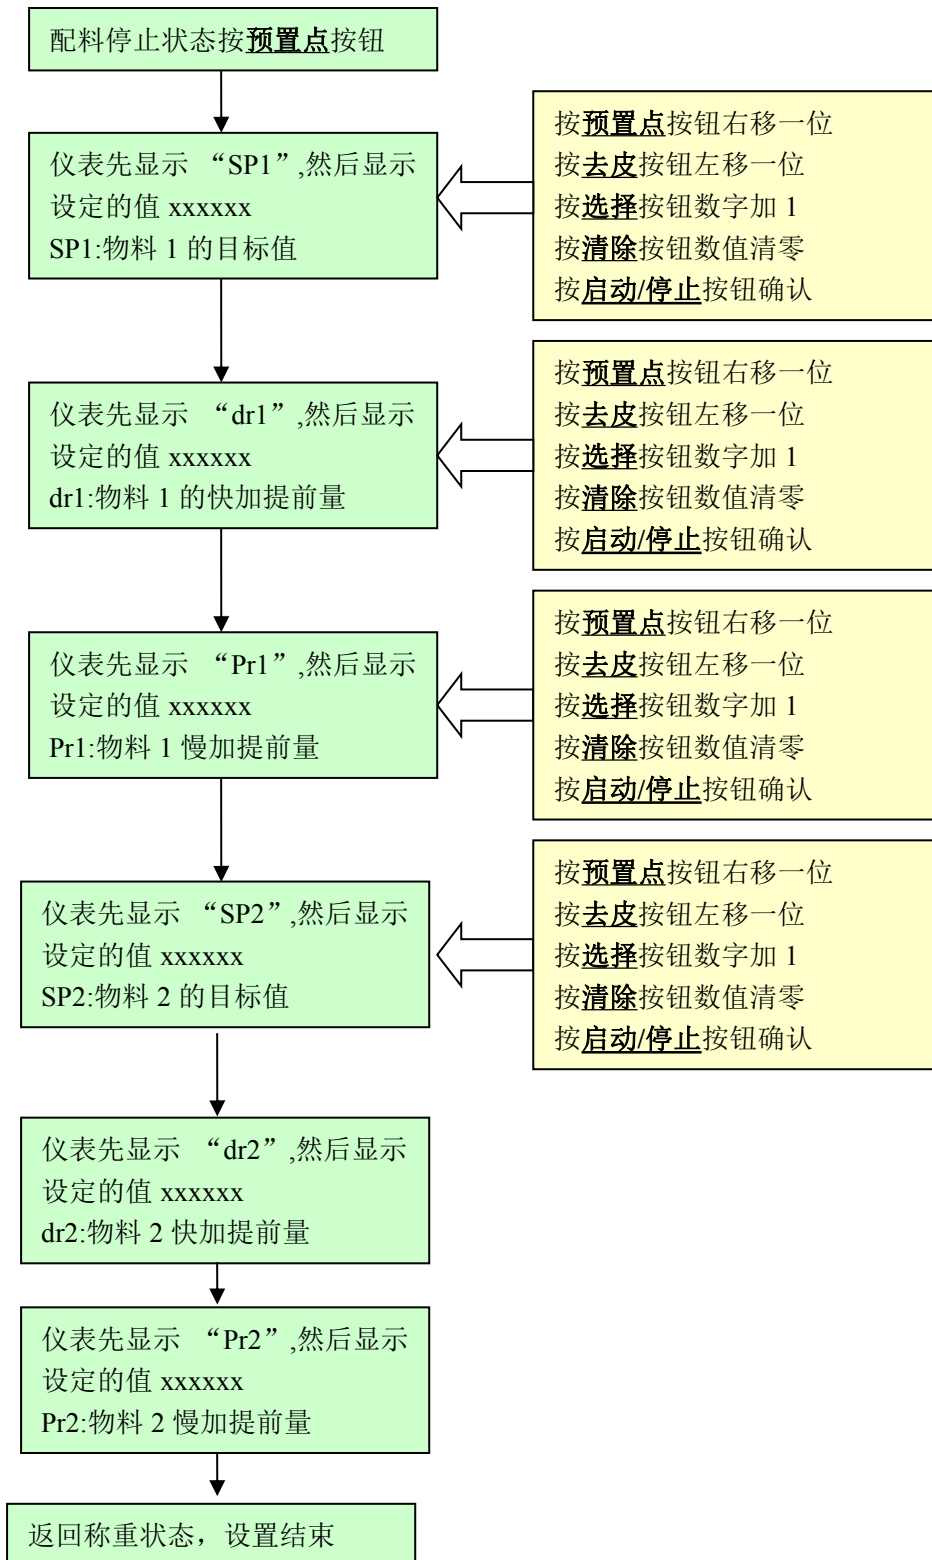 配料停止状态按预置点按钮
仪表先显示 “SP1”,然后显示
设定的值 xxxxxx
SP1:物料 1 的目标值
按预置点按钮右移一位
按去皮按钮左移一位
按选择按钮数字加 1
按清除按钮数值清零
按启动/停止按钮确认
仪表先显示 “dr1”,然后显示
设定的值 xxxxxx
dr1:物料 1 的快加提前量
按预置点按钮右移一位
按去皮按钮左移一位
按选择按钮数字加 1
按清除按钮数值清零
按启动/停止按钮确认
仪表先显示 “Pr1”,然后显示
设定的值 xxxxxx
Pr1:物料 1 慢加提前量
按预置点按钮右移一位
按去皮按钮左移一位
按选择按钮数字加 1
按清除按钮数值清零
按启动/停止按钮确认
仪表先显示 “SP2”,然后显示
设定的值 xxxxxx
SP2:物料 2 的目标值
按预置点按钮右移一位
按去皮按钮左移一位
按选择按钮数字加 1
按清除按钮数值清零
按启动/停止按钮确认
仪表先显示 “dr2”,然后显示
设定的值 xxxxxx
dr2:物料 2 快加提前量
仪表先显示 “Pr2”,然后显示
设定的值 xxxxxx
Pr2:物料 2 慢加提前量
返回称重状态，设置结束